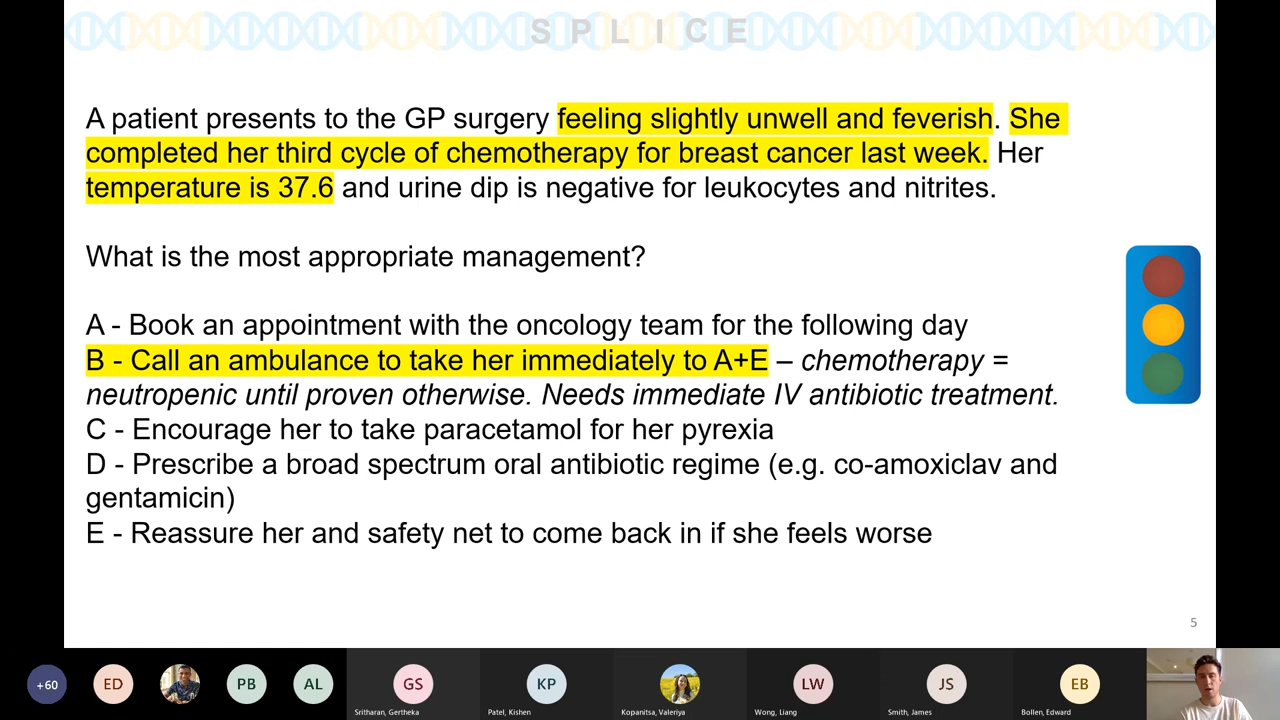 S P L I C E
A patient presents to the GP surgery feeling slightly unwell and feverish. She
completed her third cycle of chemotherapy for breast cancer last week. Her
temperature is 37.6 and urine dip is negative for leukocytes and nitrites.
What is the most appropriate management?
A - Book an appointment with the oncology team for the following day
B - Call an ambulance to take her immediately to A+E – chemotherapy =
neutropenic until proven otherwise. Needs immediate IV antibiotic treatment.
C - Encourage her to take paracetamol for her pyrexia
D - Prescribe a broad spectrum oral antibiotic regime (e.g. co-amoxiclav and
gentamicin)
E - Reassure her and safety net to come back in if she feels worse
5
+60 ED PB AL GS KP LW JS EB
Sritharan, Gertheka Patel, Kishen Kopanitsa, Valeriya Wong, Liang Smith, James Bollen, Edward